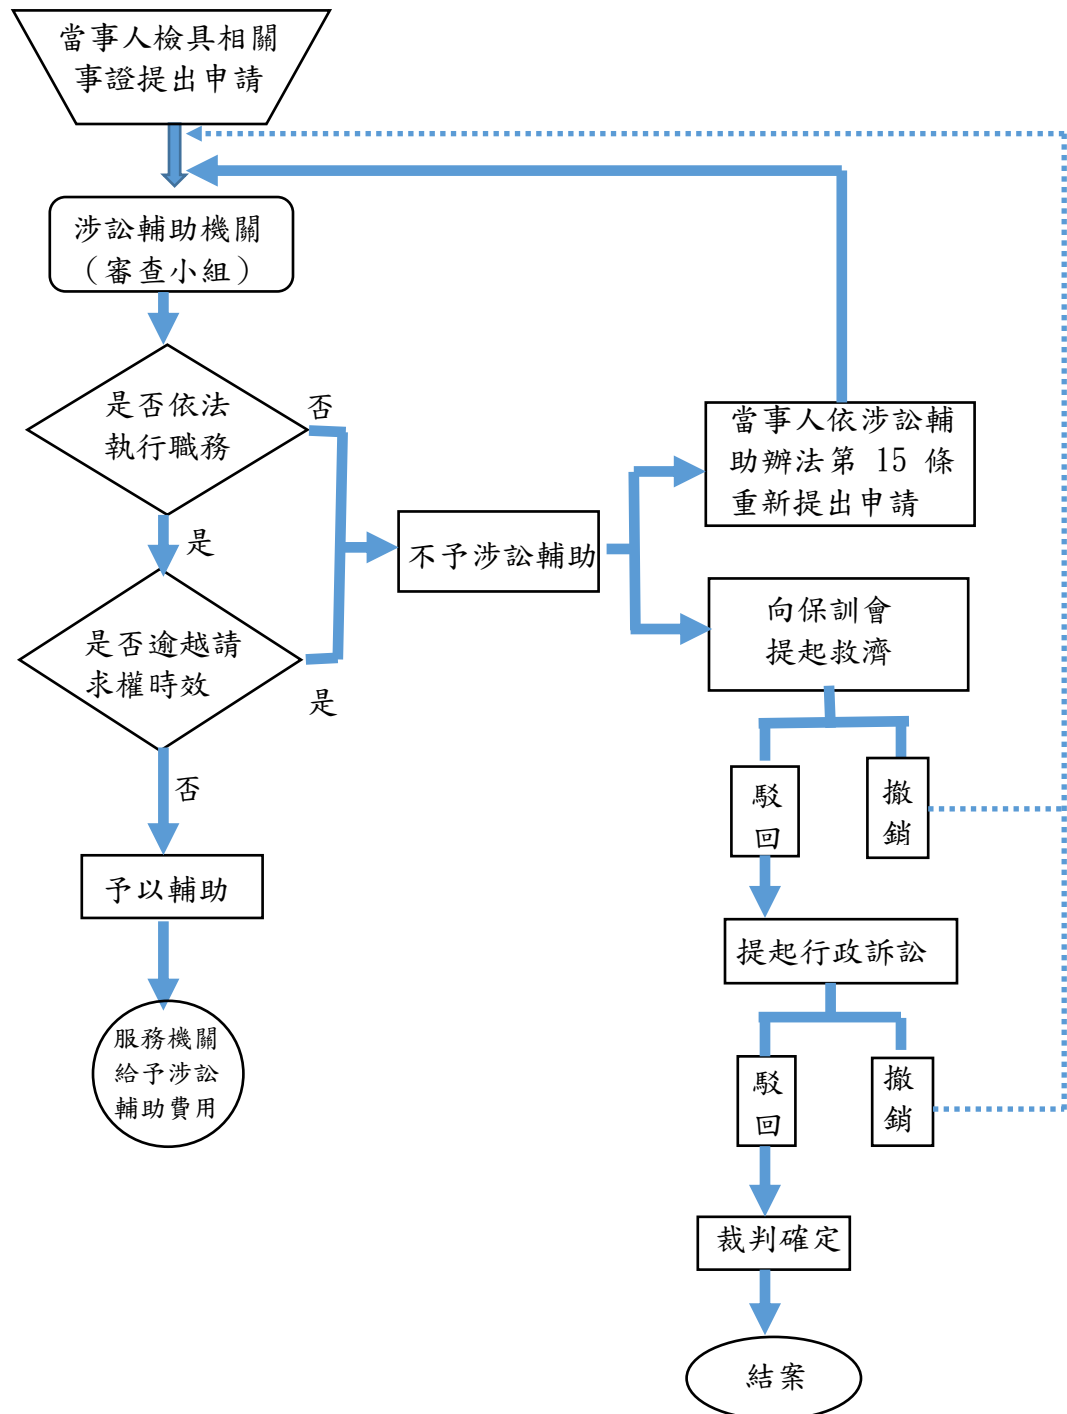 當事人檢具相關
事證提出申請
涉訟輔助機關
（審查小組）
是否依法
執行職務
否
是
是否逾越請
求權時效
是
否
予以輔助
服務機關
給予涉訟
輔助費用
不予涉訟輔助
當事人依涉訟輔
助辦法第 15 條
重新提出申請
向保訓會
提起救濟
駁
回
撤
銷
提起行政訴訟
駁
回
撤
銷
裁判確定
結案